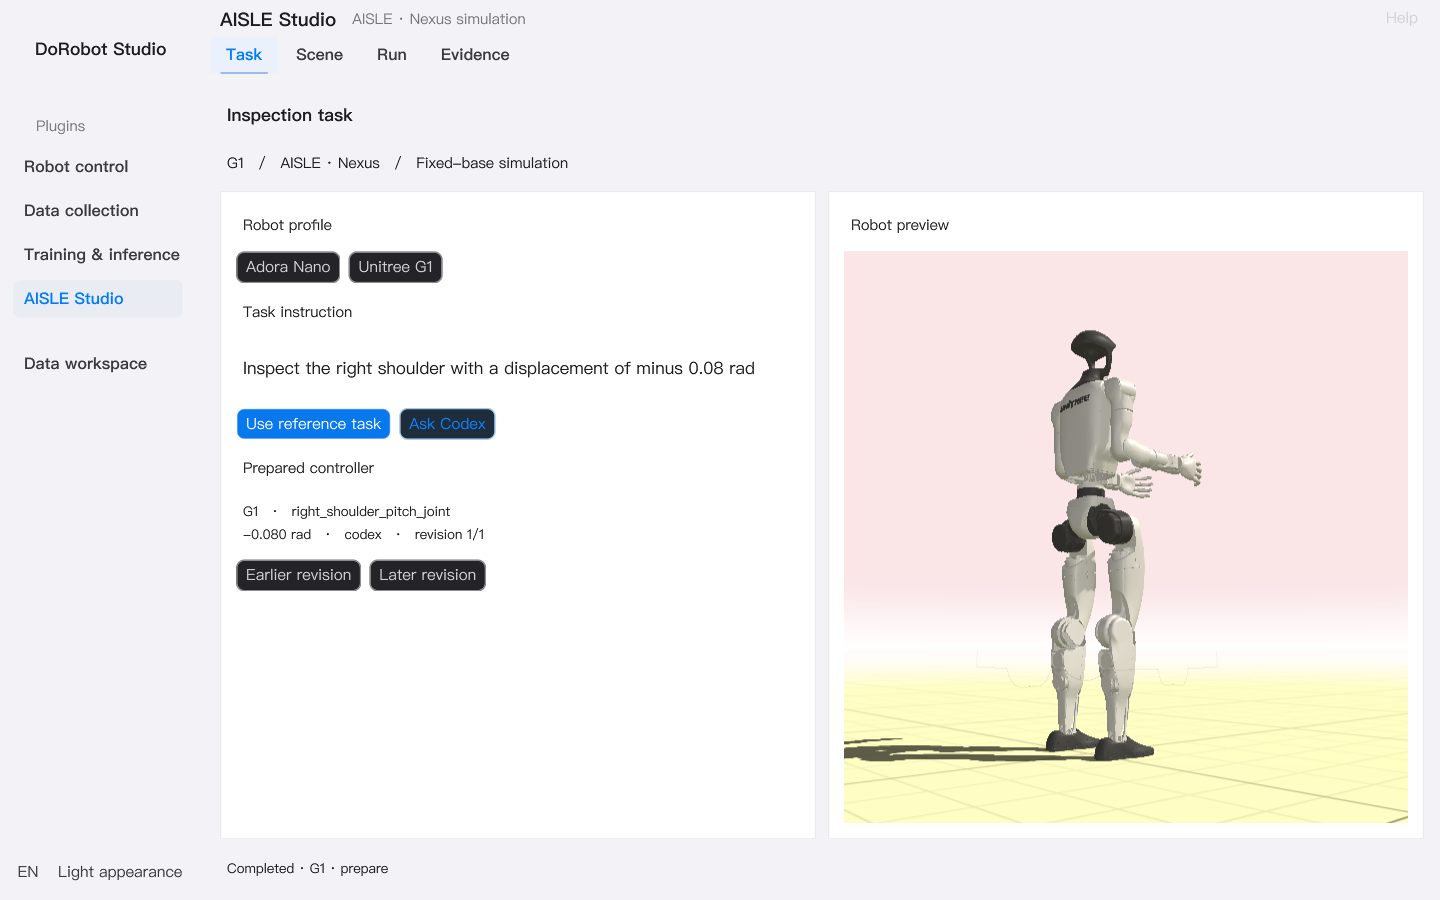 DoRobot Studio
AISLE Studio AISLE · Nexus simulation
Help
Task Scene Run Evidence
Plugins
Robot control
Data collection
Training & inference
AISLE Studio
Data workspace
EN Light appearance
Inspection task
G1 / AISLE · Nexus / Fixed-base simulation
Robot profile
Adora Nano Unitree G1
Task instruction
Inspect the right shoulder with a displacement of minus 0.08 rad
Use reference task Ask Codex
Prepared controller
G1 · right_shoulder_pitch_joint
−0.080 rad · codex · revision 1/1
Earlier revision Later revision
Robot preview
UNITREE
Completed · G1 · prepare